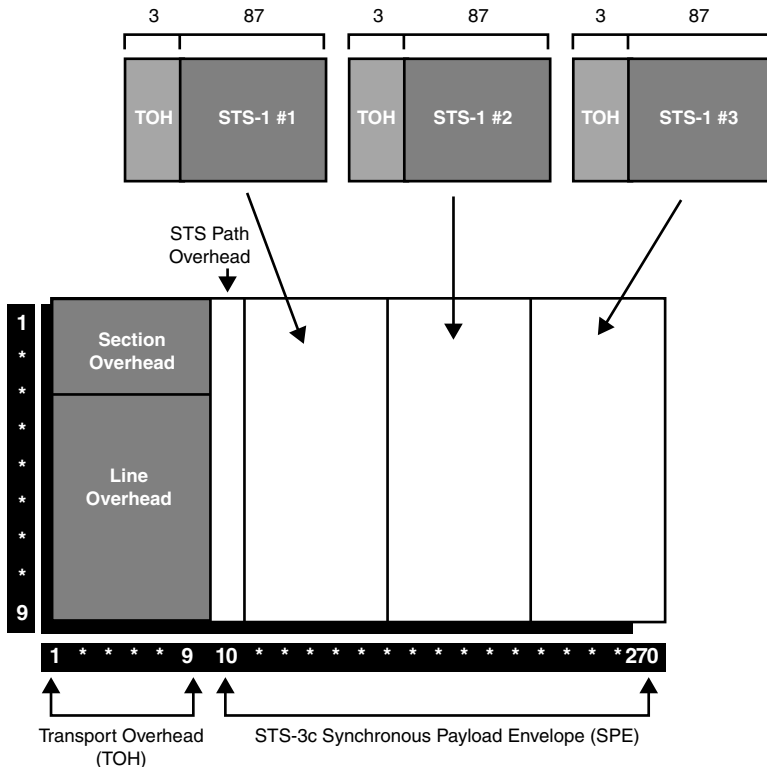 3 87 3 87 3 87
TOH STS-1 #1 TOH STS-1 #2 TOH STS-1 #3
STS Path
Overhead
1
*
*
*
*
*
*
*
9
Section
Overhead
Line
Overhead
1 * * * * 9 10 * * * * * * * * * * * * * * * 270
Transport Overhead
(TOH)
STS-3c Synchronous Payload Envelope (SPE)